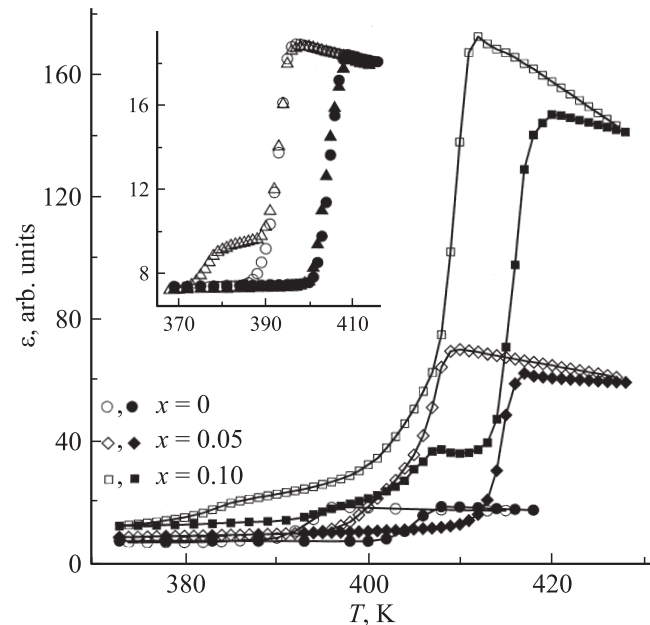 160
120
80
40
0
ε, arb. units
16
12
8
370 390 410
, x = 0
, x = 0.05
, x = 0.10
380 400 420
T, K